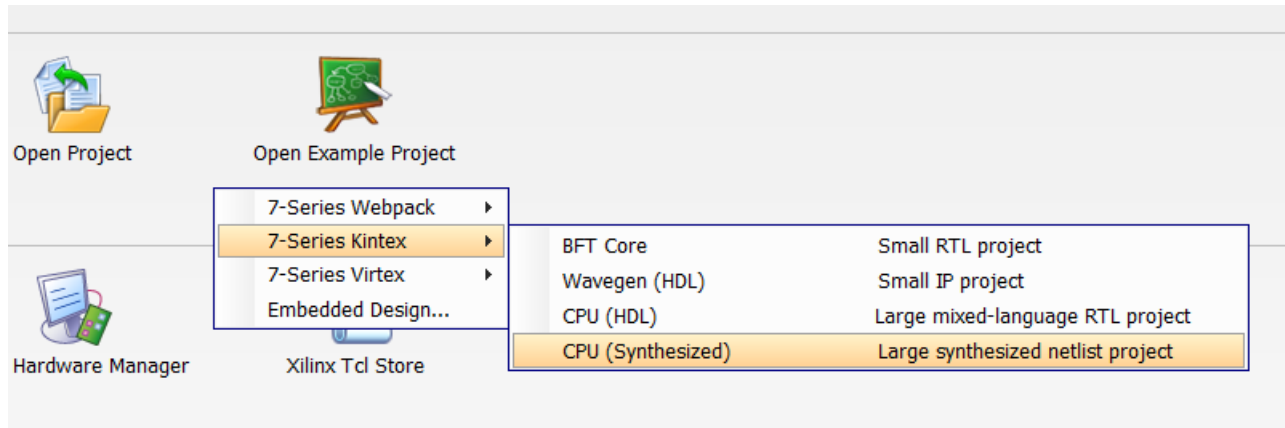 Open Project
Open Example Project
7-Series Webpack
7-Series Kintex
7-Series Virtex
Embedded Design...
BFT Core Small RTL project
Wavegen (HDL) Small IP project
CPU (HDL) Large mixed-language RTL project
CPU (Synthesized) Large synthesized netlist project
Hardware Manager
Xilinx Tcl Store